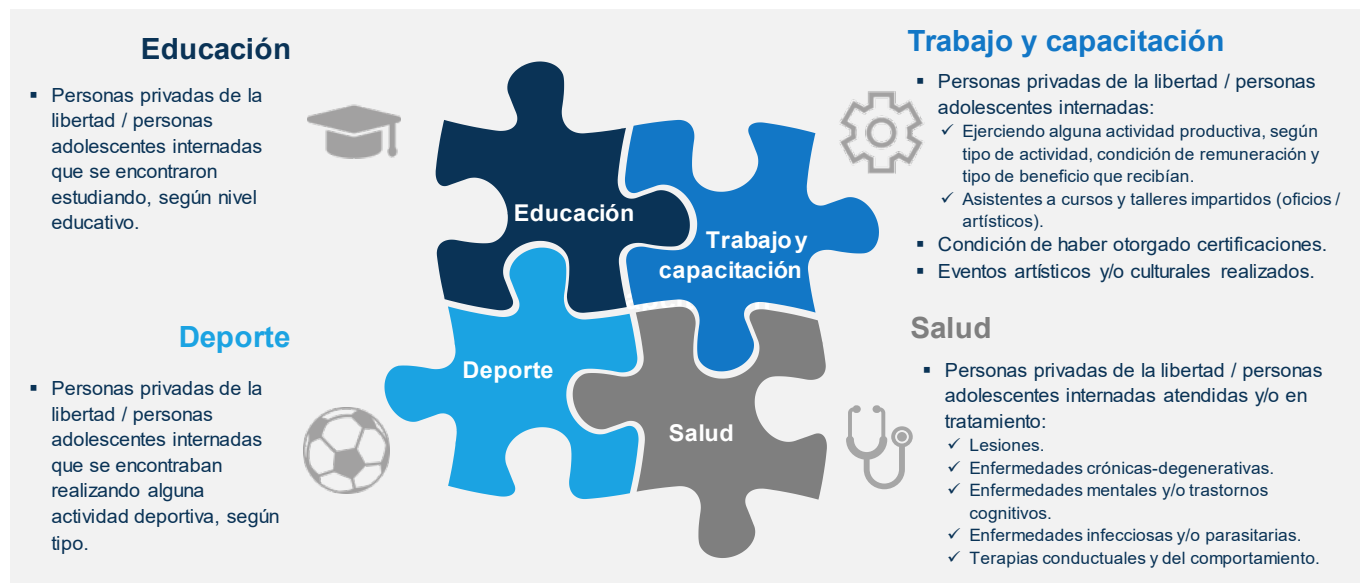 Educación
▪ Personas privadas de la
libertad / personas
adolescentes internadas
que se encontraron
estudiando, según nivel
educativo.
Trabajo y capacitación
▪ Personas privadas de la libertad / personas
adolescentes internadas:
✓ Ejerciendo alguna actividad productiva, según
tipo de actividad, condición de remuneración y
tipo de beneficio que recibían.
✓ Asistentes a cursos y talleres impartidos (oficios /
artísticos).
▪ Condición de haber otorgado certificaciones.
▪ Eventos artísticos y/o culturales realizados.
Educación
Trabajo y
capacitación
Deporte
Salud
Deporte
▪ Personas privadas de la
libertad / personas
adolescentes internadas
que se encontraban
realizando alguna
actividad deportiva, según
tipo.
Salud
▪ Personas privadas de la libertad / personas
adolescentes internadas atendidas y/o en
tratamiento:
✓ Lesiones.
✓ Enfermedades crónicas-degenerativas.
✓ Enfermedades mentales y/o trastornos
cognitivos.
✓ Enfermedades infecciosas y/o parasitarias.
✓ Terapias conductuales y del comportamiento.